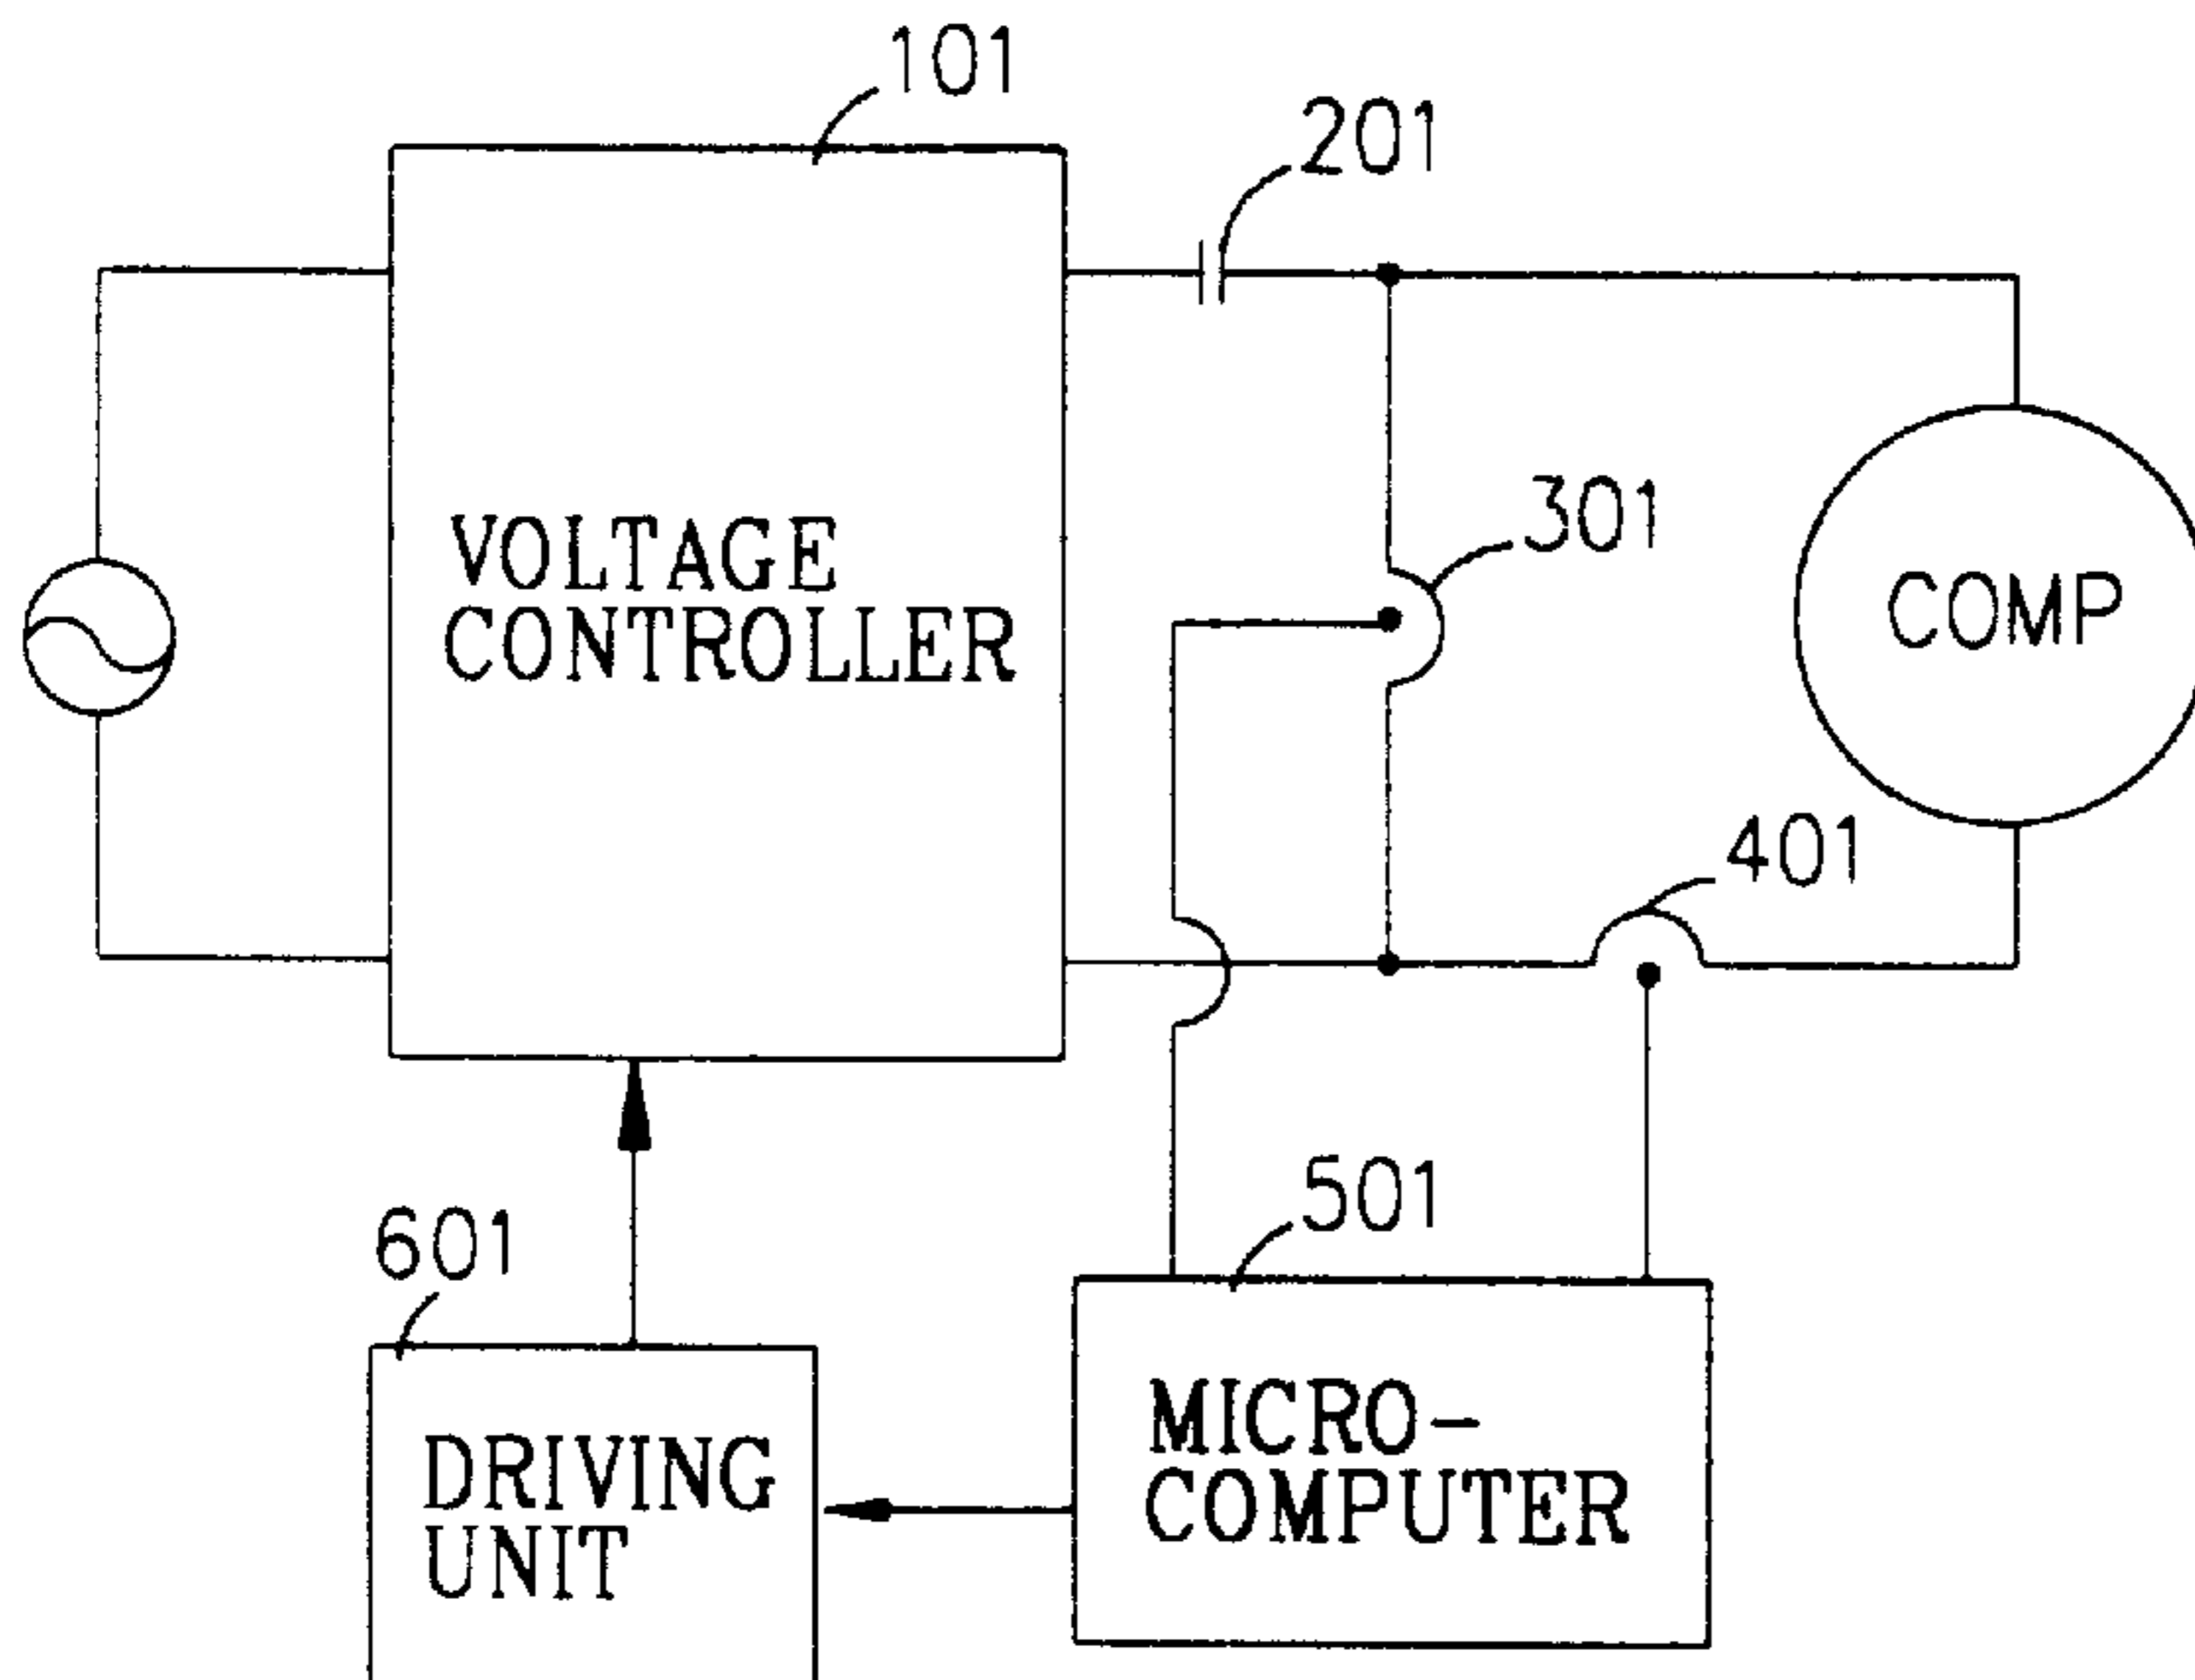 101
201
VOLTAGE
CONTROLLER
301
COMP
401
501
601
MICRO-
COMPUTER
DRIVING
UNIT